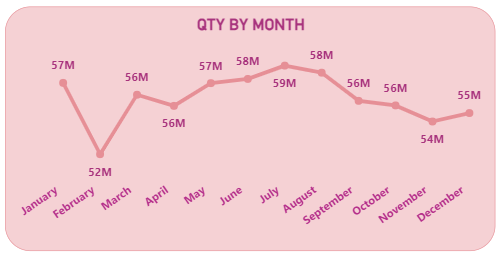 QTY BY MONTH
57M
52M
56M
56M
57M
58M
59M
58M
56M
56M
54M
55M
January
February
March
April
May
June
July
August
September
October
November
December